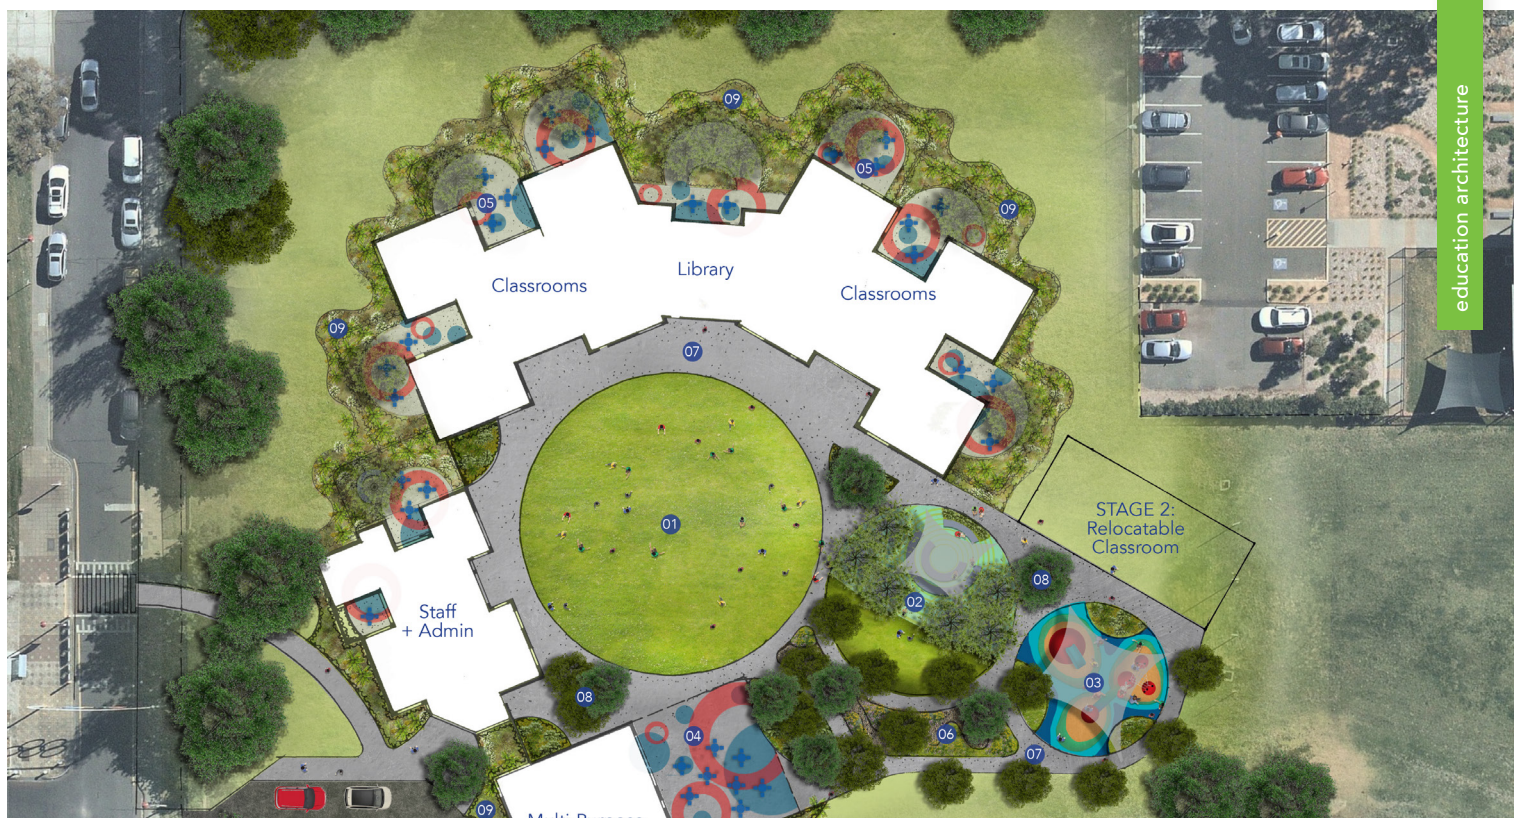 education architecture
09
05
05
09
Library
Classrooms
Classrooms
09
07
STAGE 2:
Relocatable
Classroom
01
08
02
Staff
+ Admin
03
08
04
06
07
09